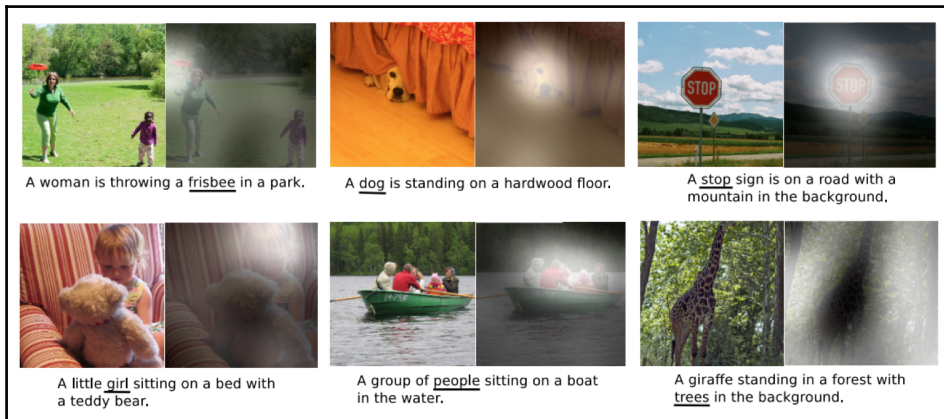 STOP
STOP
A woman is throwing a frisbee in a park.
A dog is standing on a hardwood floor.
A stop sign is on a road with a
mountain in the background.
A little girl sitting on a bed with
a teddy bear.
A group of people sitting on a boat
in the water.
A giraffe standing in a forest with
trees in the background.